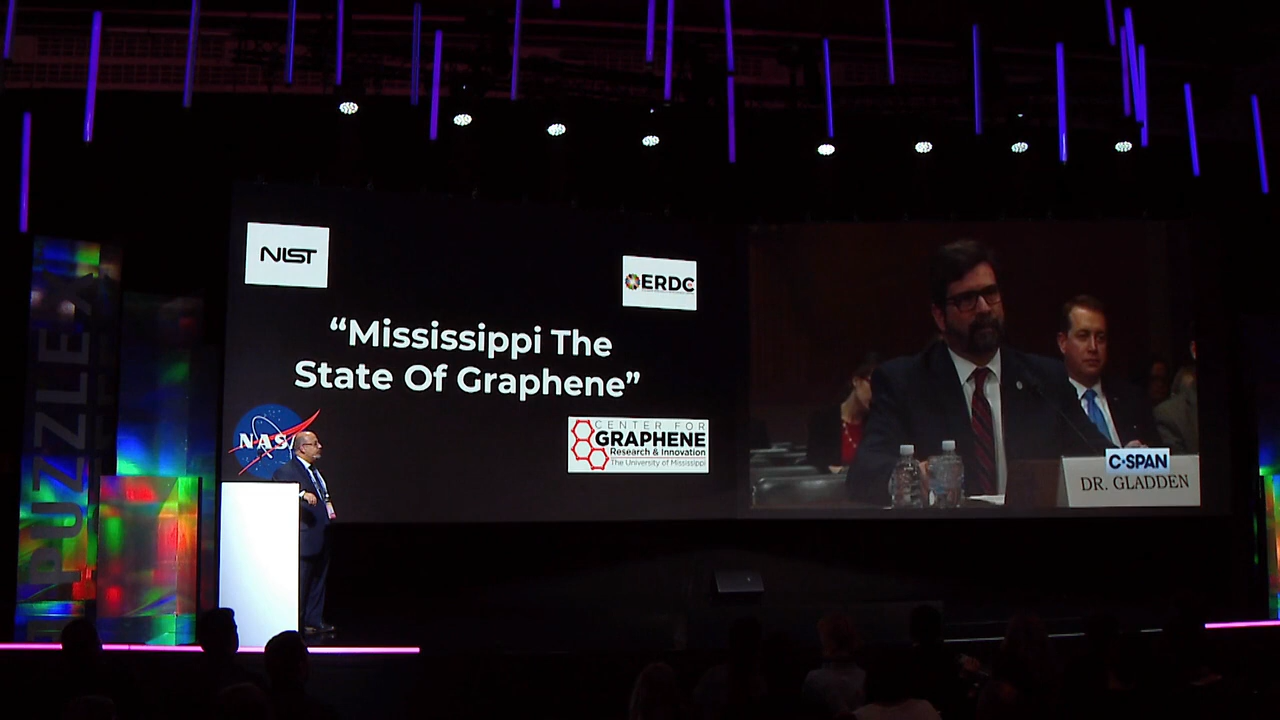 NIST
ERDC
“Mississippi The
State Of Graphene”
NASA
CENTER FOR
GRAPHENE
Research & Innovation
The University of Mississippi
C-SPAN
DR. GLADDEN
PUZZLE X